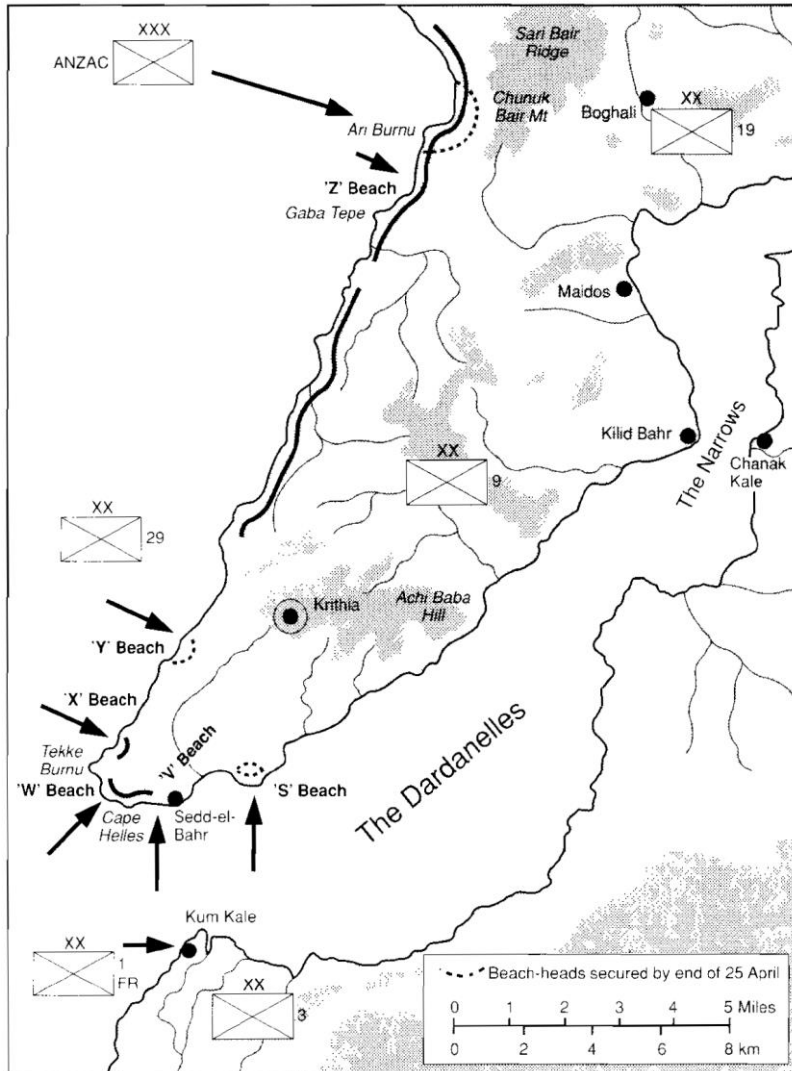 XXX
ANZAC
Sari Bair
Ridge
Chunuk
Bair Mt
Boghali
XX
19
Ari Burnu
'Z' Beach
Gaba Tepe
Maidos
Kilid Bahr
The Narrows
Chanak
Kale
XX
9
XX
29
Krithia
Achi Baba
Hill
'Y' Beach
'X' Beach
Tekke
Burnu
'W' Beach
Cape
Helles
'V' Beach
Sedd-el-
Bahr
'S' Beach
The Dardanelles
Kum Kale
XX
1
FR
XX
3
Beach-heads secured by end of 25 April
0 1 2 3 4 5 Miles
0 2 4 6 8 km